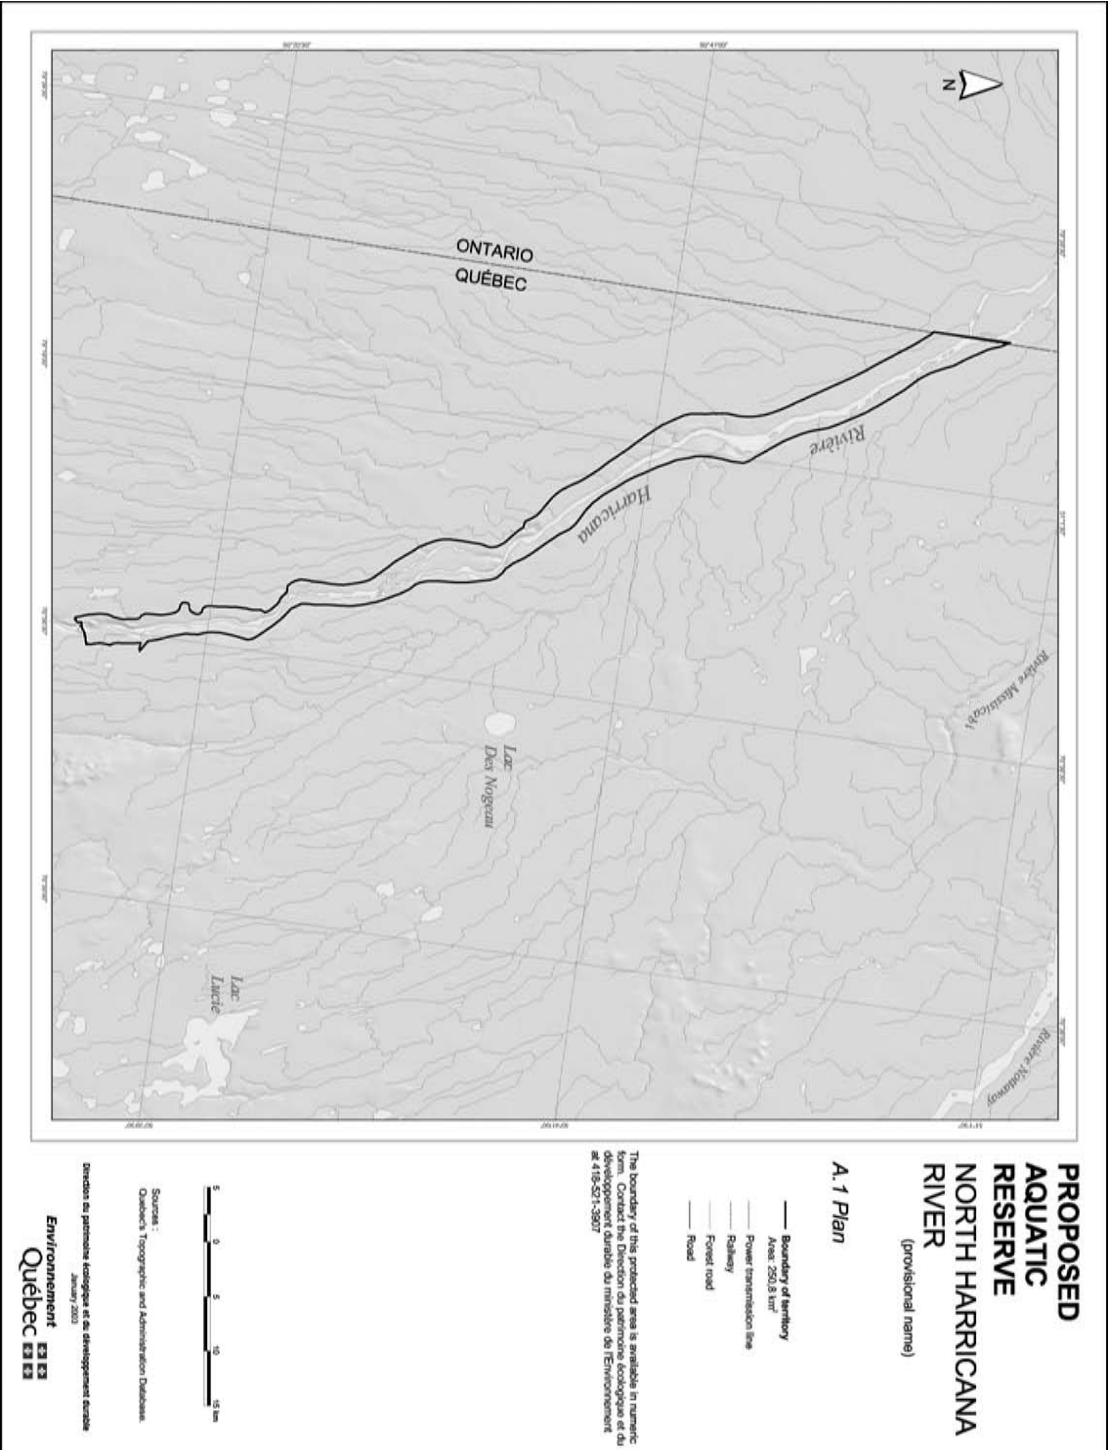 PROPOSED
AQUATIC
RESERVE
NORTH HARRICANA
RIVER
(provisional name)
A.1 Plan
Boundary of territory
Area: 250,8 km²
Power transmission line
Railway
Forest road
Road
The boundary of this protected area is available in numeric
form. Contact the Direction du patrimoine écologique et du
développement durable du ministère de l'Environnement
at 418-521-3907
5 0 5 10 15 km
Sources :
Quebec's Topographic and Administration Database.
Direction du patrimoine écologique et du développement durable
January 2003
Environnement
Québec
N
ONTARIO
QUÉBEC
Rivière
Harricana
Rivière Missisicabi
Rivière Nottaway
Lac
Des Nogeau
Lac
Lucie